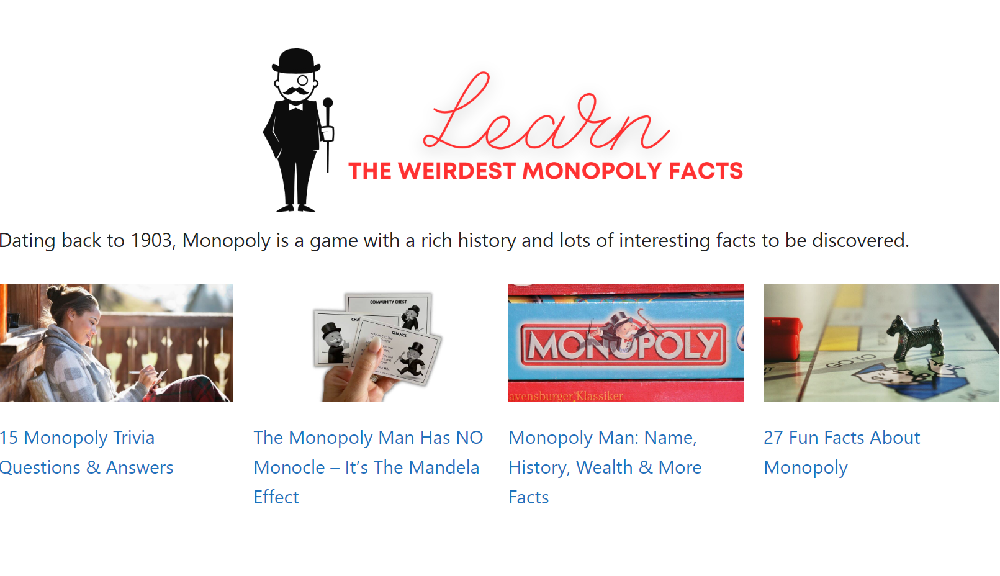 Learn
THE WEIRDEST MONOPOLY FACTS
Dating back to 1903, Monopoly is a game with a rich history and lots of interesting facts to be discovered.
COMMUNITY CHEST
CHA
CHANCE
ADVANCE TO THE
MONOPOLY
avensburger Klassiker
GO TO
15 Monopoly Trivia
Questions & Answers
The Monopoly Man Has NO
Monocle – It’s The Mandela
Effect
Monopoly Man: Name,
History, Wealth & More
Facts
27 Fun Facts About
Monopoly